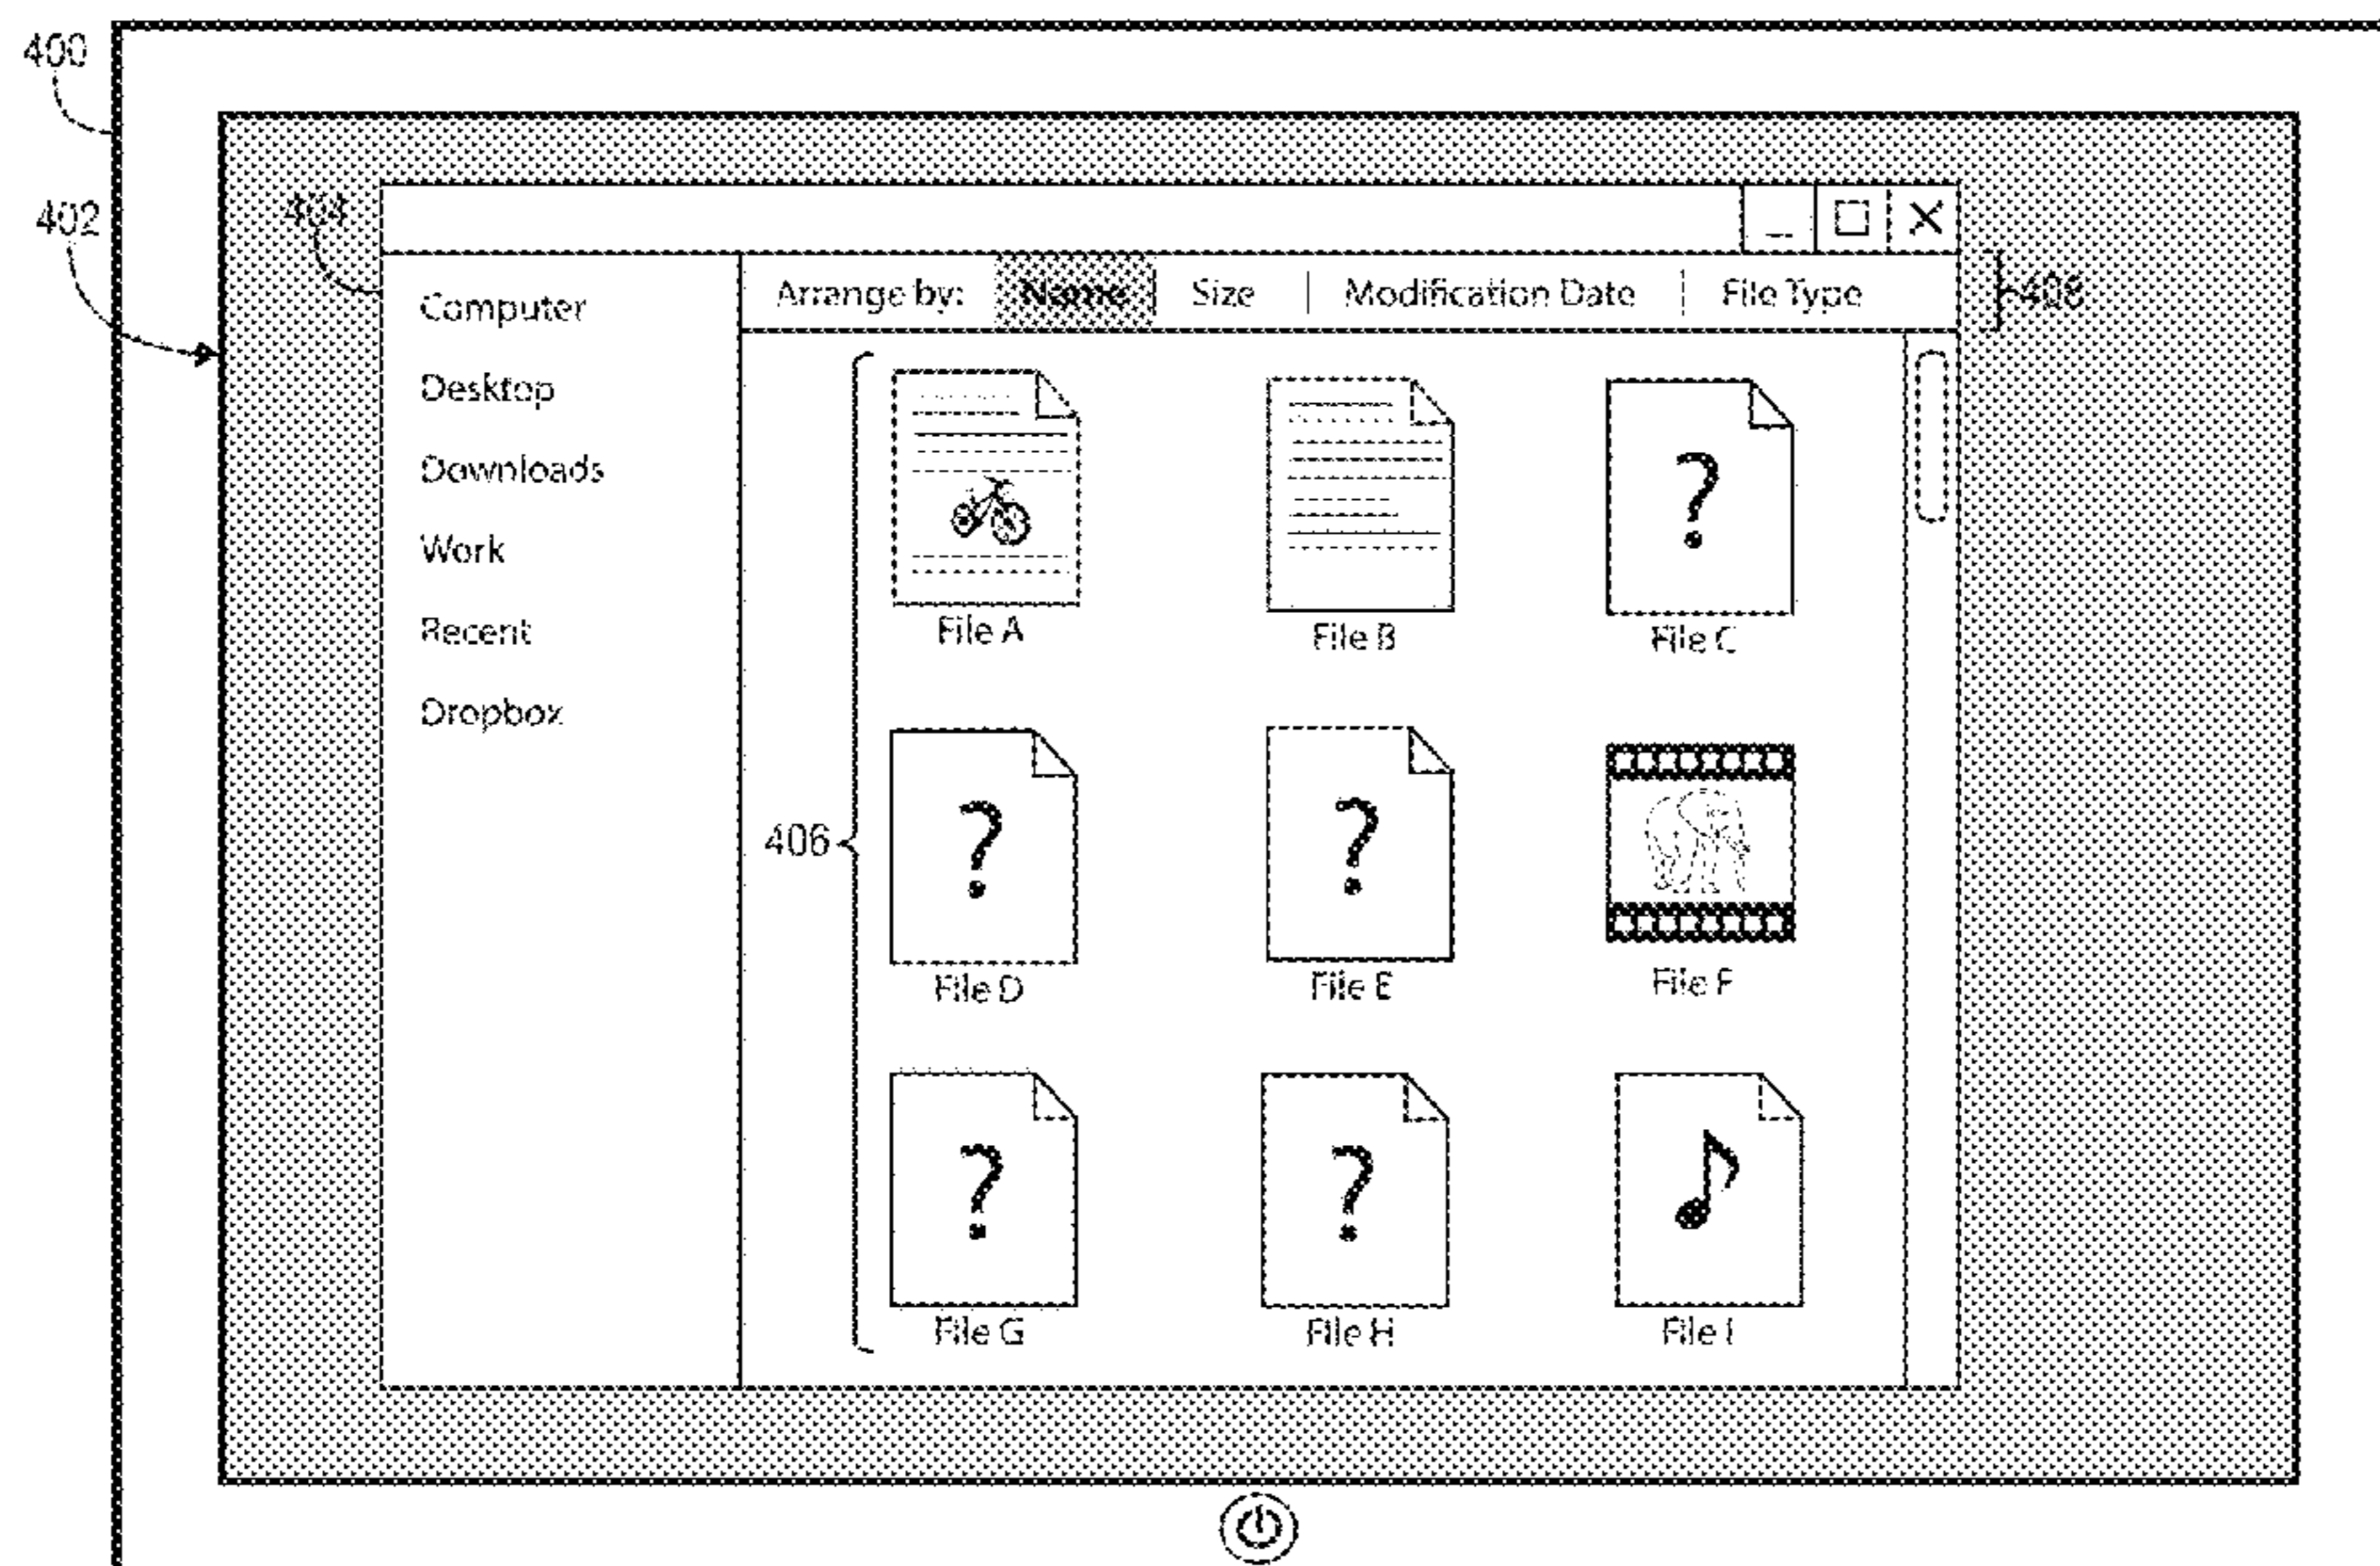 400
402
404
Arrange by: Name | Size | Modification Date | File Type
408
Computer
Desktop
Downloads
Work
Recent
Dropbox
406
File A
File B
File C
File D
File E
File F
File G
File H
File I